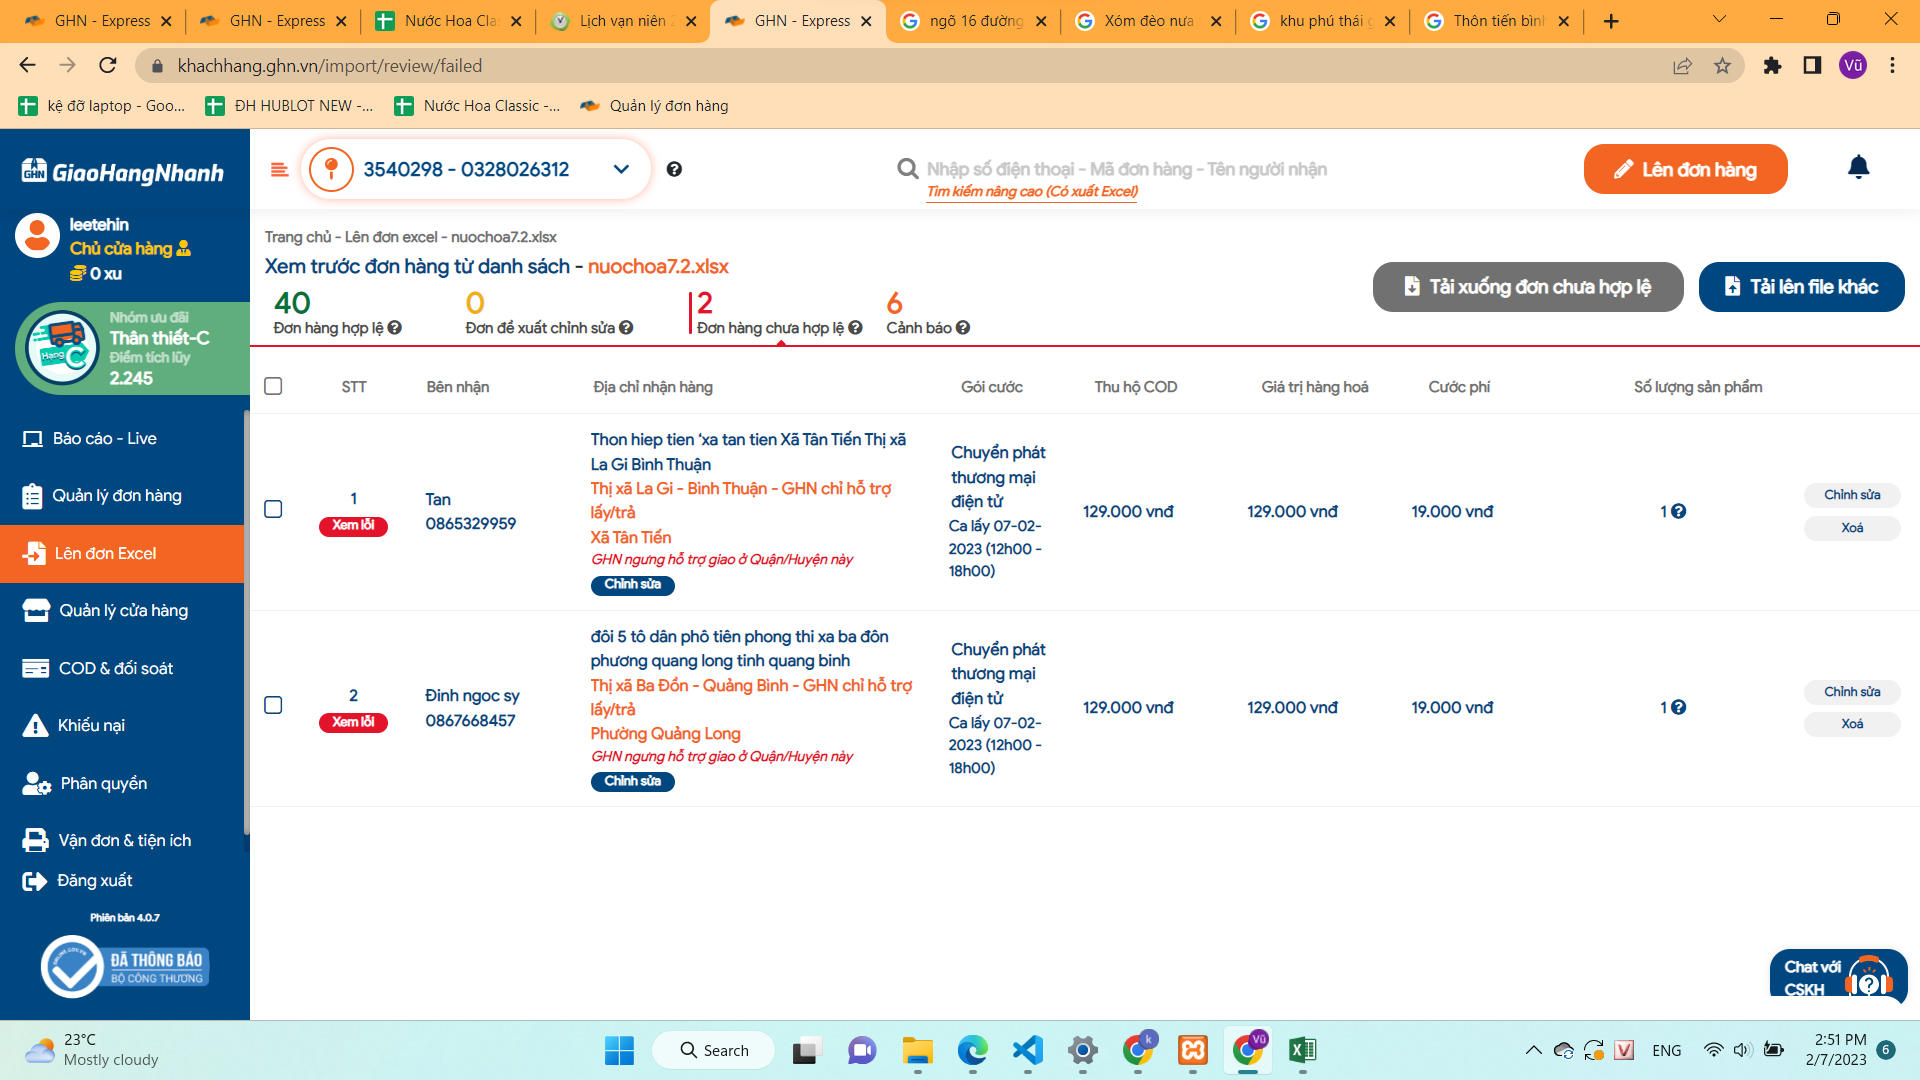 GHN - Express
GHN - Express
Nước Hoa Clas
Lịch vạn niên 2
GHN - Express
ngõ 16 đường
Xóm đèo nưa
khu phú thái g
Thôn tiến bình
khachhang.ghn.vn/import/review/failed
Vũ
kệ đỡ laptop - Goo...
ĐH HUBLOT NEW -...
Nước Hoa Classic -...
Quản lý đơn hàng
GHN GiaoHangNhanh
3540298 - 0328026312
Nhập số điện thoại - Mã đơn hàng - Tên người nhận
Tìm kiếm nâng cao (Có xuất Excel)
Lên đơn hàng
leetehin
Chủ cửa hàng
0 xu
Nhóm ưu đãi
Thân thiết-C
Điểm tích lũy
2.245
Hạng C
Báo cáo - Live
Quản lý đơn hàng
Lên đơn Excel
Quản lý cửa hàng
COD & đối soát
Khiếu nại
Phân quyền
Vận đơn & tiện ích
Đăng xuất
Phiên bản 4.0.7
ĐÃ THÔNG BÁO
BỘ CÔNG THƯƠNG
Trang chủ - Lên đơn excel - nuochoa7.2.xlsx
Xem trước đơn hàng từ danh sách - nuochoa7.2.xlsx
Tải xuống đơn chưa hợp lệ
Tải lên file khác
40
Đơn hàng hợp lệ
0
Đơn đề xuất chỉnh sửa
2
Đơn hàng chưa hợp lệ
6
Cảnh báo
STT Bên nhận Địa chỉ nhận hàng Gói cước Thu hộ COD Giá trị hàng hoá Cước phí Số lượng sản phẩm
1
Xem lỗi
Tan
0865329959
Thon hiep tien ‘xa tan tien Xã Tân Tiến Thị xã
La Gi Bình Thuận
Thị xã La Gi - Bình Thuận - GHN chỉ hỗ trợ
lấy/trả
Xã Tân Tiến
GHN ngưng hỗ trợ giao ở Quận/Huyện này
Chỉnh sửa
Chuyển phát
thương mại
điện tử
Ca lấy 07-02-
2023 (12h00 -
18h00)
129.000 vnđ
129.000 vnđ
19.000 vnđ
1
Chỉnh sửa
Xoá
2
Xem lỗi
Đinh ngoc sy
0867668457
đôi 5 tô dân phô tiên phong thi xa ba đôn
phương quang long tinh quang binh
Thị xã Ba Đồn - Quảng Bình - GHN chỉ hỗ trợ
lấy/trả
Phường Quảng Long
GHN ngưng hỗ trợ giao ở Quận/Huyện này
Chỉnh sửa
Chuyển phát
thương mại
điện tử
Ca lấy 07-02-
2023 (12h00 -
18h00)
129.000 vnđ
129.000 vnđ
19.000 vnđ
1
Chỉnh sửa
Xoá
Chat với
CSKH
23°C
Mostly cloudy
Search
k
Vũ
V
ENG
2:51 PM
2/7/2023
6